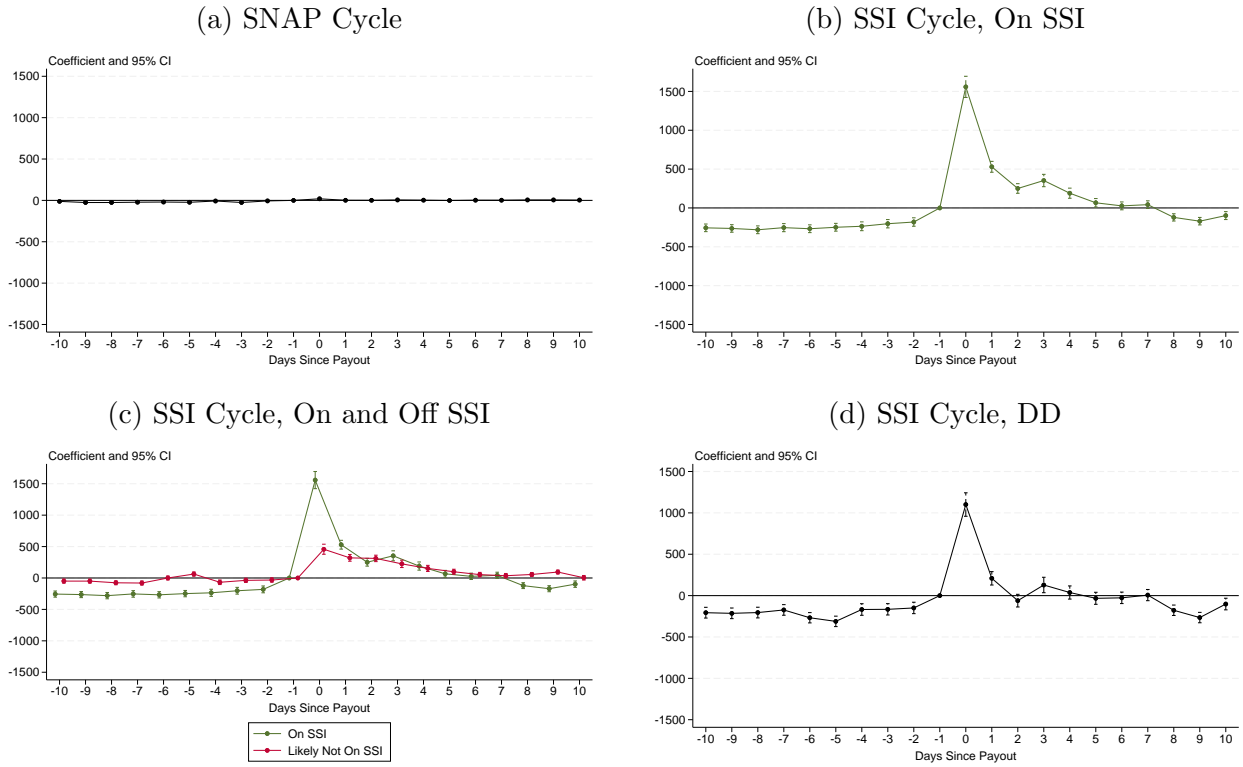 (a) SNAP Cycle
Coefficient and 95% CI
1500
1000
500
0
-500
-1000
-1500
-10 -9 -8 -7 -6 -5 -4 -3 -2 -1 0 1 2 3 4 5 6 7 8 9 10
Days Since Payout
(b) SSI Cycle, On SSI
Coefficient and 95% CI
1500
1000
500
0
-500
-1000
-1500
-10 -9 -8 -7 -6 -5 -4 -3 -2 -1 0 1 2 3 4 5 6 7 8 9 10
Days Since Payout
(c) SSI Cycle, On and Off SSI
Coefficient and 95% CI
1500
1000
500
0
-500
-1000
-1500
-10 -9 -8 -7 -6 -5 -4 -3 -2 -1 0 1 2 3 4 5 6 7 8 9 10
Days Since Payout
On SSI
Likely Not On SSI
(d) SSI Cycle, DD
Coefficient and 95% CI
1500
1000
500
0
-500
-1000
-1500
-10 -9 -8 -7 -6 -5 -4 -3 -2 -1 0 1 2 3 4 5 6 7 8 9 10
Days Since Payout